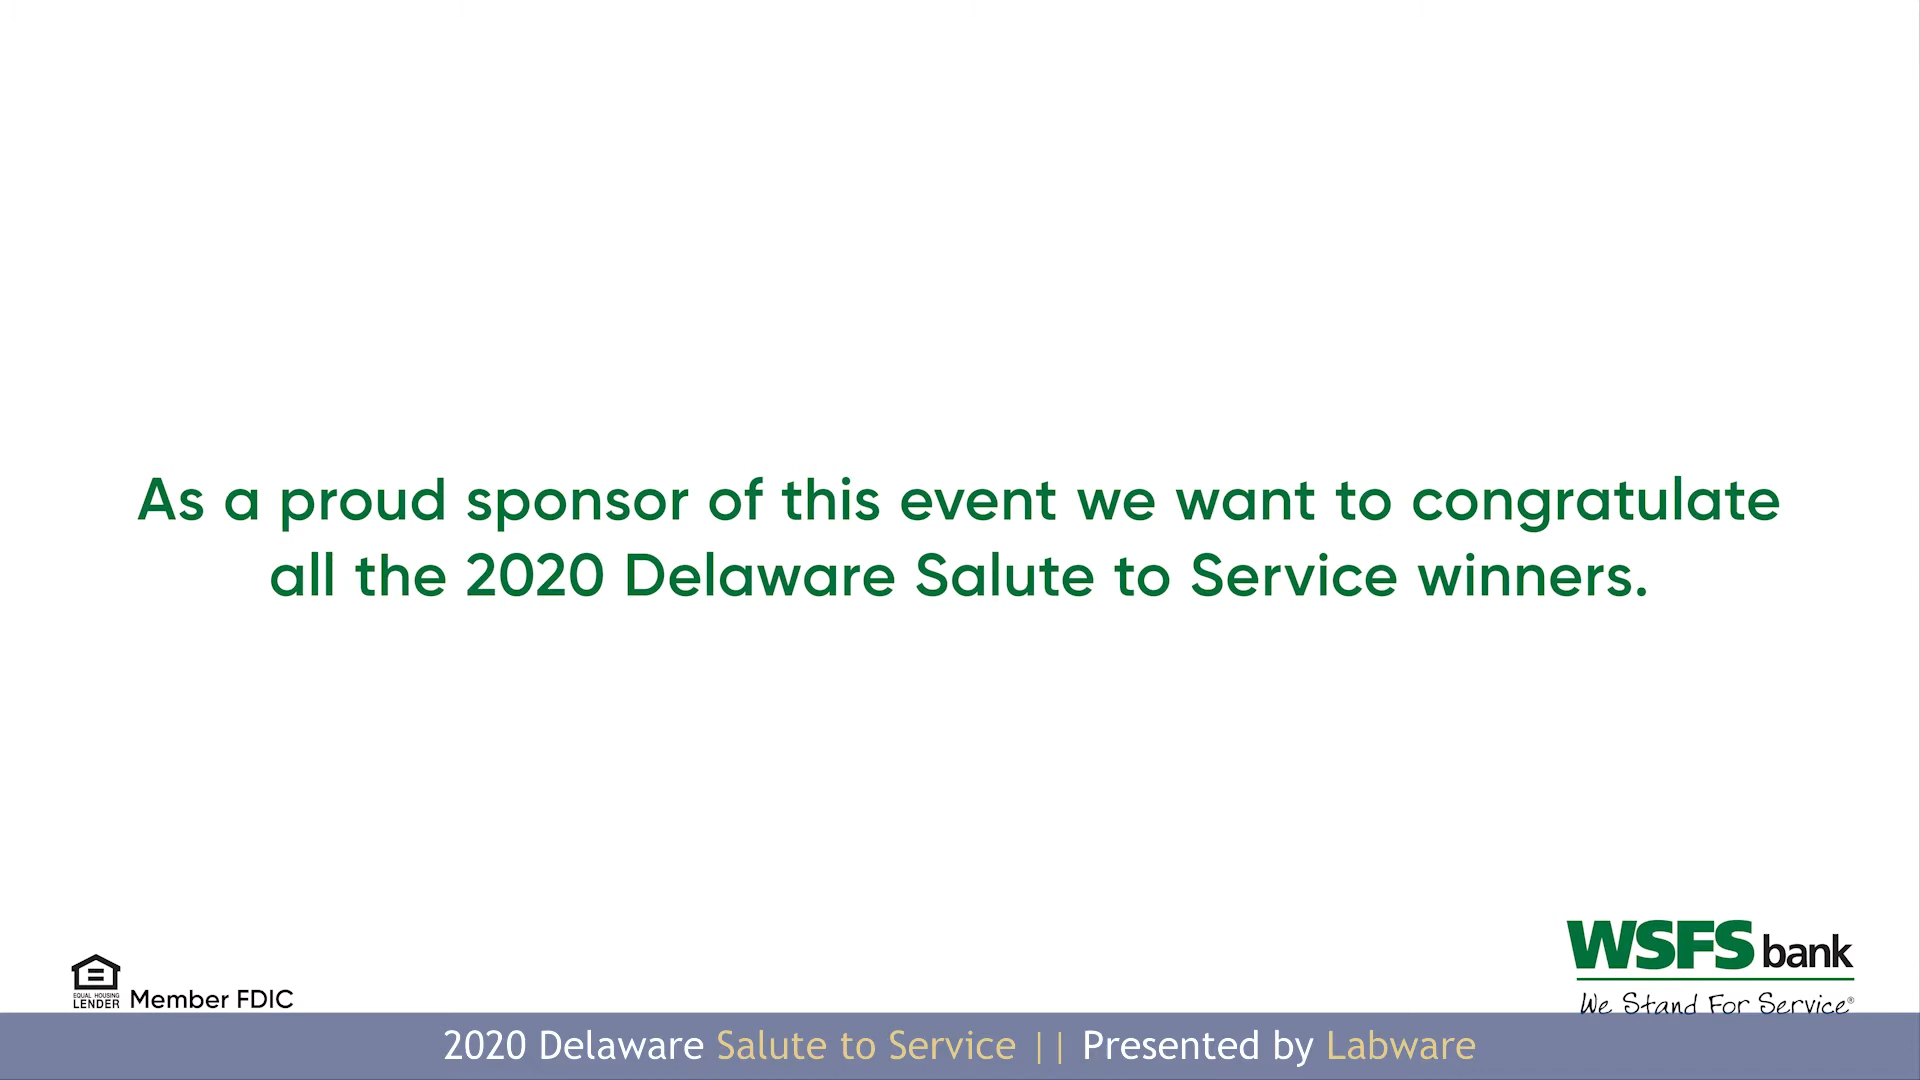 As a proud sponsor of this event we want to congratulate
all the 2020 Delaware Salute to Service winners.
WSFS bank
We Stand For Service®
EQUAL HOUSING
LENDER
Member FDIC
2020 Delaware Salute to Service || Presented by Labware